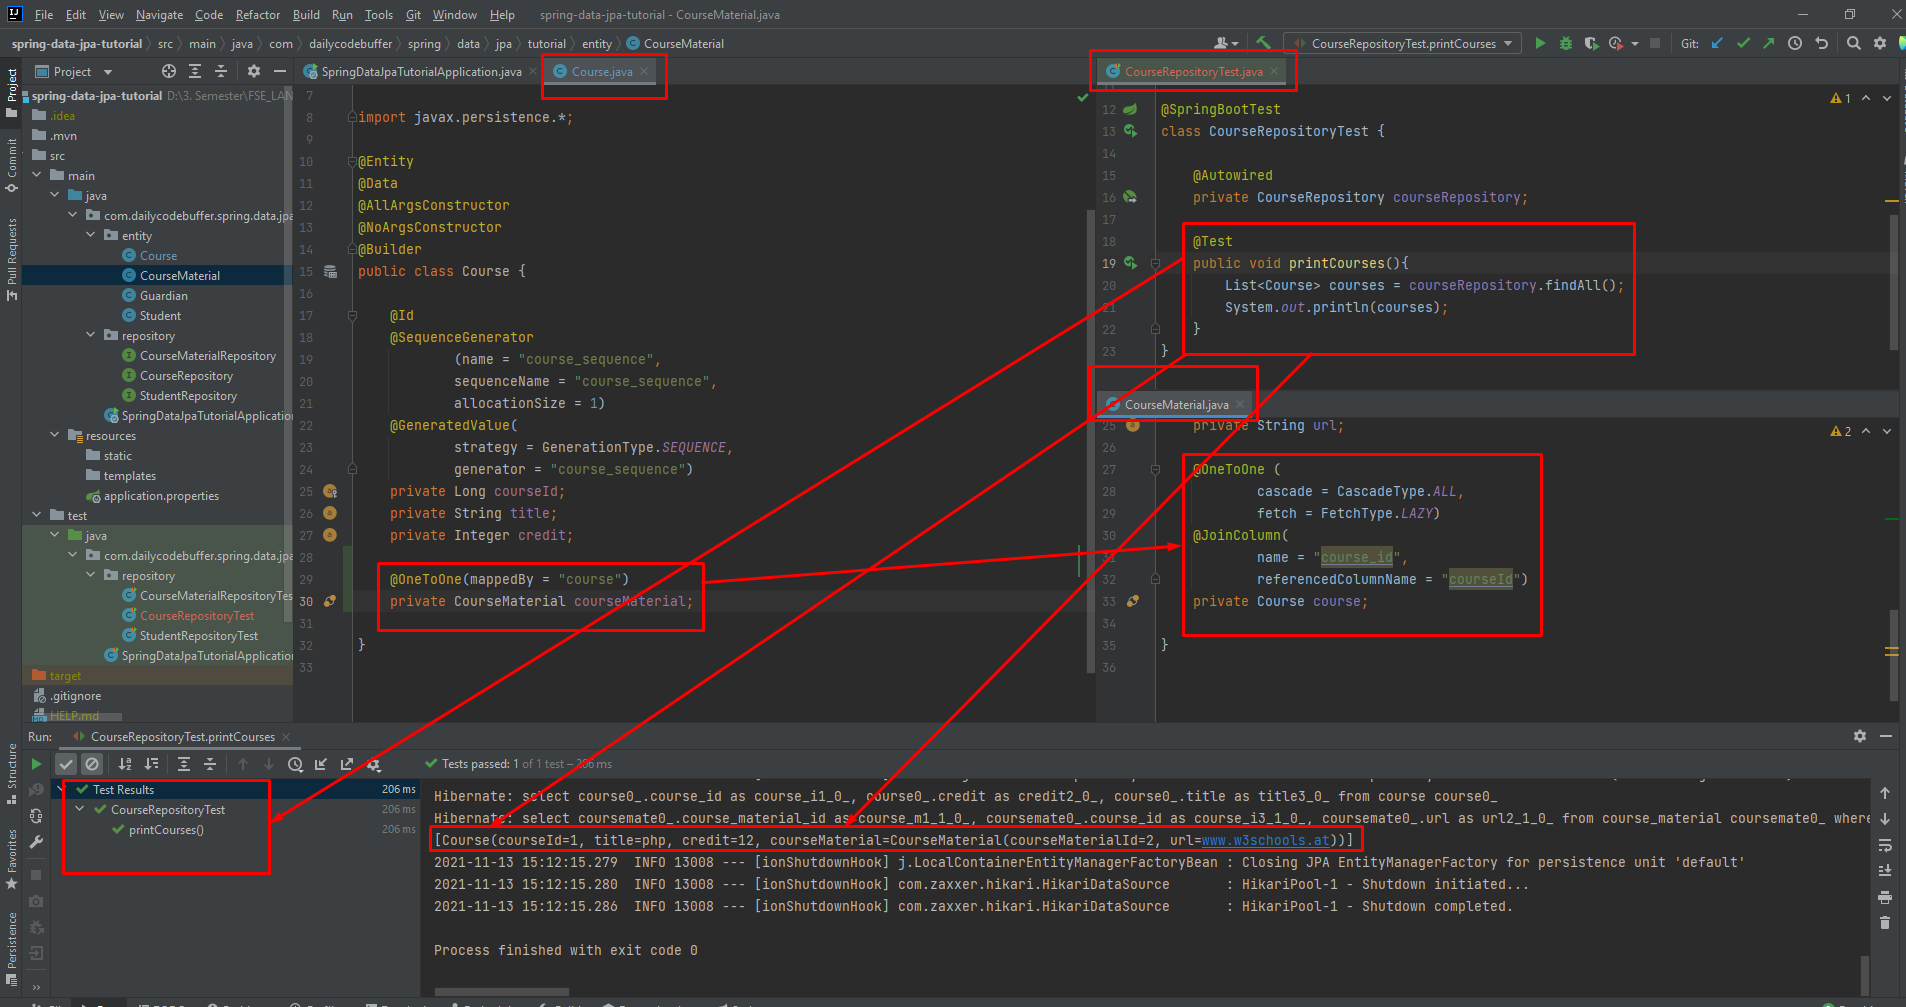 File Edit View Navigate Code Refactor Build Run Tools Git Window Help spring-data-jpa-tutorial - CourseMaterial.java
spring-data-jpa-tutorial src main java com dailycodebuffer spring data jpa tutorial entity CourseMaterial
CourseRepositoryTest.printCourses Git:
Project
Commit
Pull Requests
Structure
Favorites
Persistence
Project
spring-data-jpa-tutorial D:\3. Semester\FSE_LAN
.idea
.mvn
src
main
java
com.dailycodebuffer.spring.data.jpa
entity
Course
CourseMaterial
Guardian
Student
repository
CourseMaterialRepository
CourseRepository
StudentRepository
SpringDataJpaTutorialApplication
resources
static
templates
application.properties
test
java
com.dailycodebuffer.spring.data.jpa
repository
CourseMaterialRepositoryTes
CourseRepositoryTest
StudentRepositoryTest
SpringDataJpaTutorialApplication
target
.gitignore
HELP.md
SpringDataJpaTutorialApplication.java
Course.java
7
8 import javax.persistence.*;
9
10 @Entity
11 @Data
12 @AllArgsConstructor
13 @NoArgsConstructor
14 @Builder
15 public class Course {
16
17 @Id
18 @SequenceGenerator
19 (name = "course_sequence",
20 sequenceName = "course_sequence",
21 allocationSize = 1)
22 @GeneratedValue(
23 strategy = GenerationType.SEQUENCE,
24 generator = "course_sequence")
25 private Long courseId;
26 private String title;
27 private Integer credit;
28
29 @OneToOne(mappedBy = "course")
30 private CourseMaterial courseMaterial;
31
32 }
33
CourseRepositoryTest.java
1
12 @SpringBootTest
13 class CourseRepositoryTest {
14
15 @Autowired
16 private CourseRepository courseRepository;
17
18 @Test
19 public void printCourses(){
20 List<Course> courses = courseRepository.findAll();
21 System.out.println(courses);
22 }
23 }
CourseMaterial.java
2
25 private String url;
26
27 @OneToOne (
28 cascade = CascadeType.ALL,
29 fetch = FetchType.LAZY)
30 @JoinColumn(
31 name = "course_id",
32 referencedColumnName = "courseId")
33 private Course course;
34
35 }
36
Run: CourseRepositoryTest.printCourses
Tests passed: 1 of 1 test – 206 ms
Test Results 206 ms
CourseRepositoryTest 206 ms
printCourses() 206 ms
Hibernate: select course0_.course_id as course_i1_0_, course0_.credit as credit2_0_, course0_.title as title3_0_ from course course0_
Hibernate: select coursemate0_.course_material_id as course_m1_1_0_, coursemate0_.course_id as course_i3_1_0_, coursemate0_.url as url2_1_0_ from course_material coursemate0_ where
[Course(courseId=1, title=php, credit=12, courseMaterial=CourseMaterial(courseMaterialId=2, url=www.w3schools.at))]
2021-11-13 15:12:15.279 INFO 13008 --- [ionShutdownHook] j.LocalContainerEntityManagerFactoryBean : Closing JPA EntityManagerFactory for persistence unit 'default'
2021-11-13 15:12:15.280 INFO 13008 --- [ionShutdownHook] com.zaxxer.hikari.HikariDataSource : HikariPool-1 - Shutdown initiated...
2021-11-13 15:12:15.286 INFO 13008 --- [ionShutdownHook] com.zaxxer.hikari.HikariDataSource : HikariPool-1 - Shutdown completed.
Process finished with exit code 0